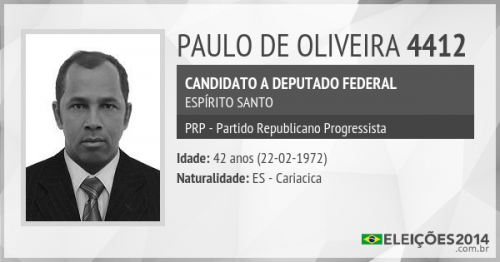 PAULO DE OLIVEIRA 4412
CANDIDATO A DEPUTADO FEDERAL
ESPÍRITO SANTO
PRP - Partido Republicano Progressista
Idade: 42 anos (22-02-1972)
Naturalidade: ES - Cariacica
ELEIÇÕES2014
.com.br